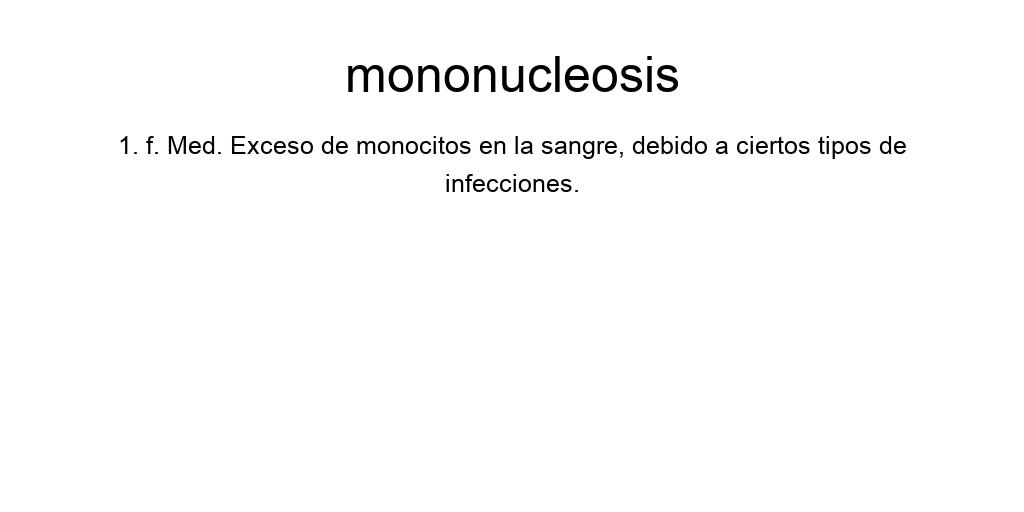 mononucleosis
1. f. Med. Exceso de monocitos en la sangre, debido a ciertos tipos de
infecciones.